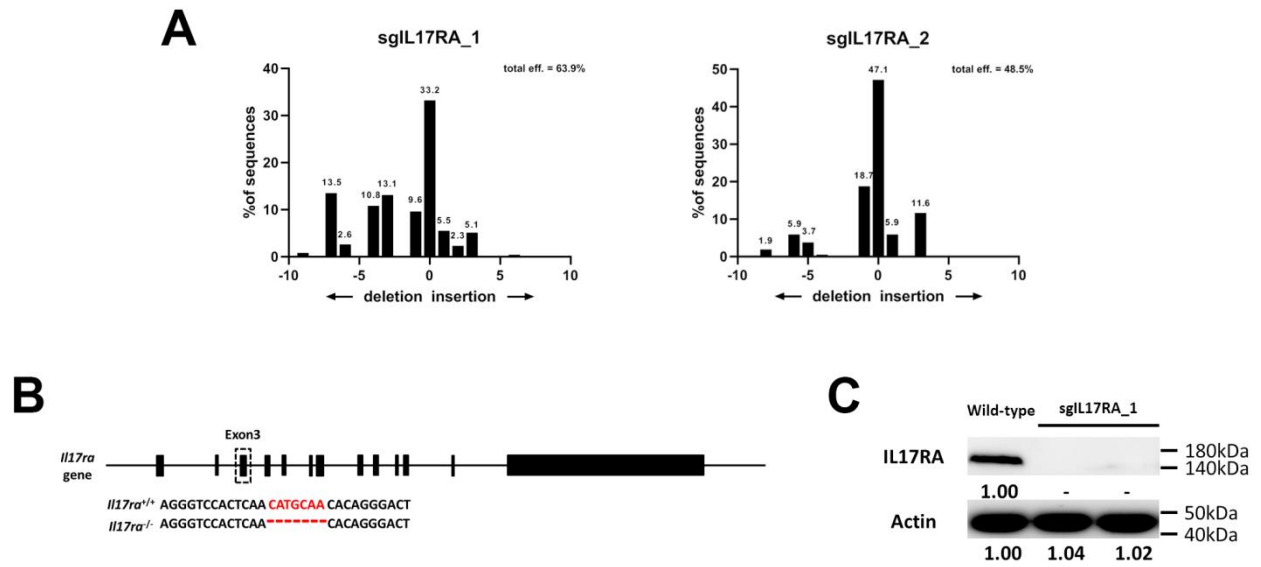 A
sgIL17RA_1
total eff. = 63.9%
%of sequences
40
30
20
10
0
33.2
13.5
2.6
10.8
13.1
9.6
5.5
2.3
5.1
-10
-5
0
5
10
deletion insertion
sgIL17RA_2
total eff. = 48.5%
%of sequences
50
40
30
20
10
0
47.1
1.9
5.9
3.7
18.7
5.9
11.6
-10
-5
0
5
10
deletion insertion
B
Exon3
Il17ra
gene
Il17ra+/+ AGGGTCCACTCAA CATGCAA CACAGGGACT
Il17ra-/- AGGGTCCACTCAA------- CACAGGGACT
C
Wild-type sgIL17RA_1
IL17RA
180kDa
140kDa
1.00 - -
Actin
50kDa
40kDa
1.00 1.04 1.02